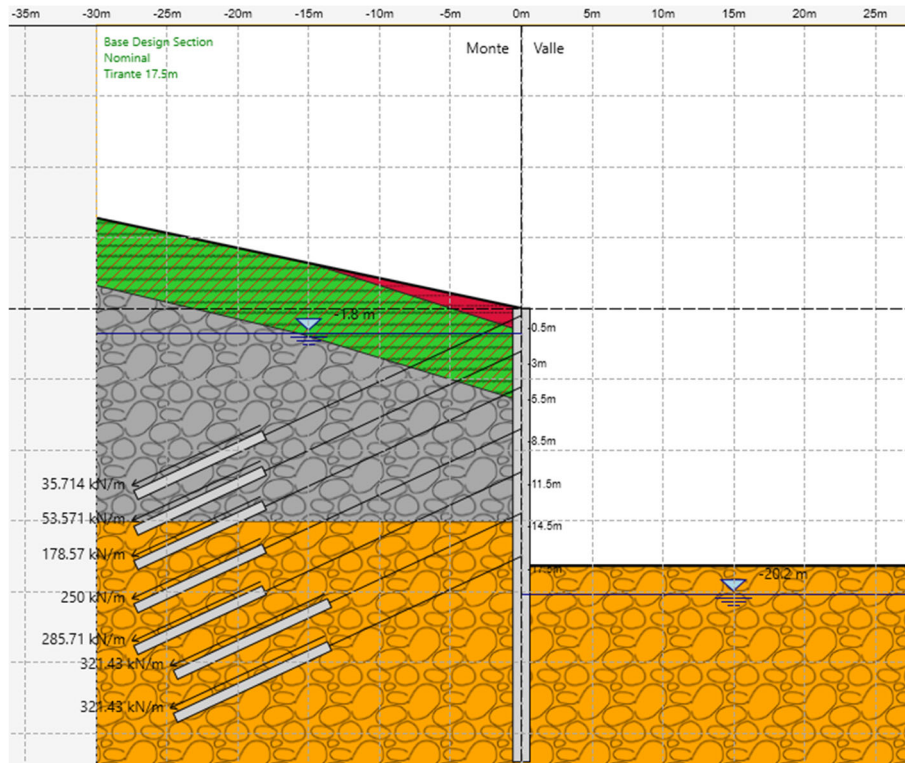 -35m -30m -25m -20m -15m -10m -5m 0m 5m 10m 15m 20m 25m
Base Design Section
Nominal
Tirante 17.5m
Monte Valle
-1.8 m
-0.5m
-3m
-5.5m
-8.5m
-11.5m
-14.5m
-17.5m
-20.2 m
35.714 kN/m
53.571 kN/m
178.57 kN/m
250 kN/m
285.71 kN/m
321.43 kN/m
321.43 kN/m